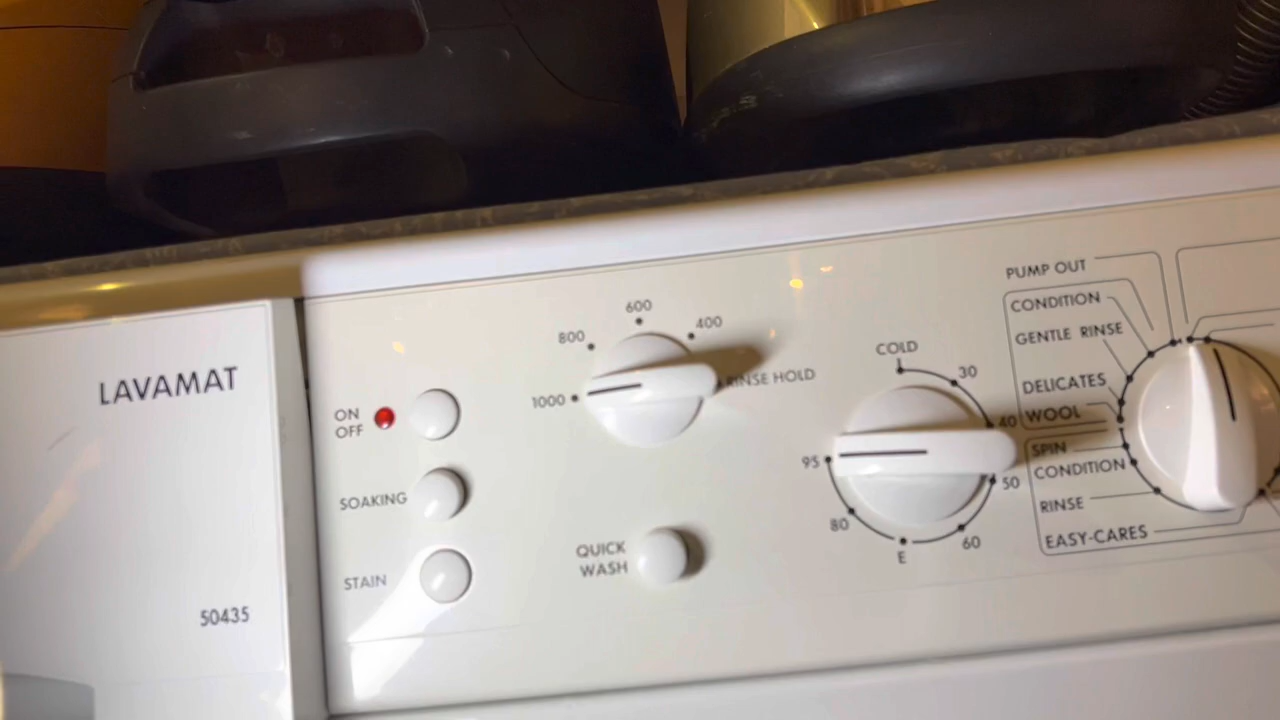 LAVAMAT
50435
ON
OFF
SOAKING
STAIN
600
800
400
1000
RINSE HOLD
QUICK
WASH
COLD
30
40
50
60
E
80
95
PUMP OUT
CONDITION
GENTLE RINSE
DELICATES
WOOL
SPIN
CONDITION
RINSE
EASY-CARES